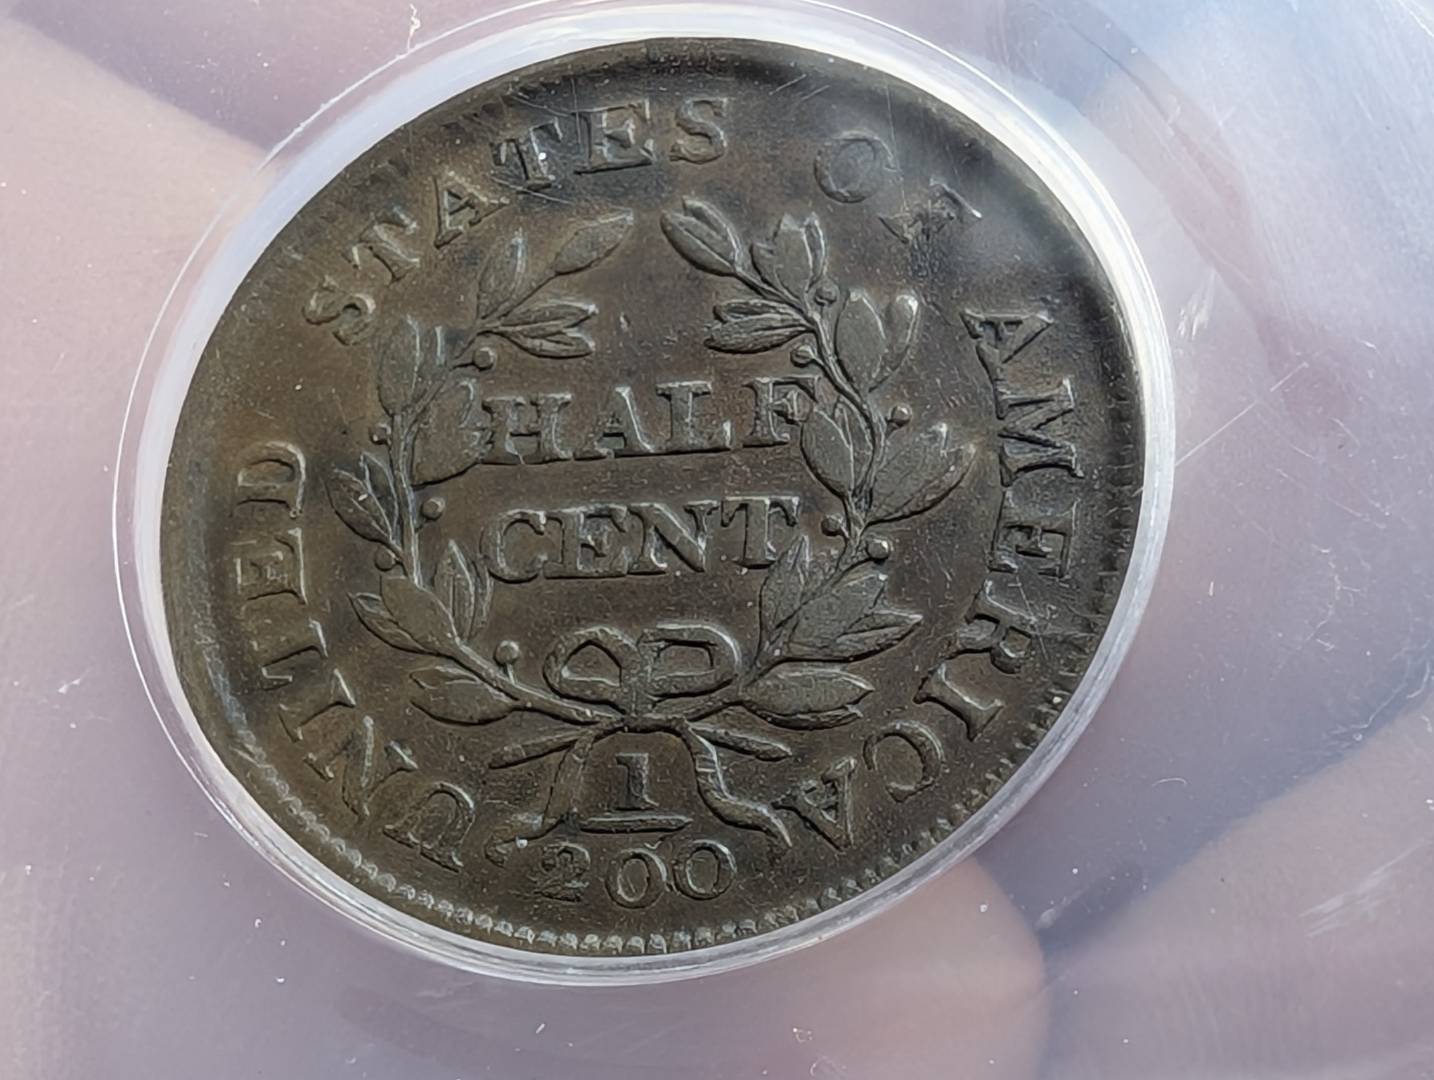 UNITED STATES OF AMERICA
HALF
CENT
1
200